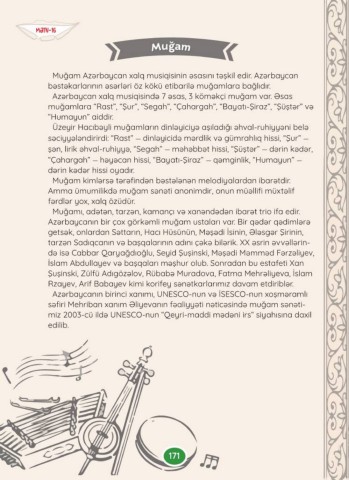 Mətn-16
Muğam
Muğam Azərbaycan xalq musiqisinin əsasını təşkil edir. Azərbaycan
bəstəkarlarının əsərləri öz kökü etibarilə muğamlara bağlıdır.
Azərbaycan xalq musiqisində 7 əsas, 3 köməkçi muğam var. Əsas
muğamlara "Rast", "Şur", "Segah", "Çahargah", "Bayatı-Şiraz", "Şüştər" və
"Humayun" aiddir.
Üzeyir Hacıbəyli muğamların dinləyiciyə aşıladığı əhval-ruhiyyəni belə
səciyyələndirirdi: "Rast" – dinləyicidə mərdlik və gümrahlıq hissi, "Şur" –
şən, lirik əhval-ruhiyyə, "Segah" – məhəbbət hissi, "Şüştər" – dərin kədər,
"Çahargah" – həyəcan hissi, "Bayatı-Şiraz" – qəmginlik, "Humayun" –
dərin kədər hissi oyadır.
Muğam kimlərsə tərəfindən bəstələnən melodiyalardan ibarətdir.
Amma ümumilikdə muğam sənəti anonimdir, onun müəllifi müxtəlif
fərdlər yox, xalq özüdür.
Muğamı, adətən, tarzən, kamançı və xanəndədən ibarət trio ifa edir.
Azərbaycanın bir çox görkəmli muğam ustaları var. Bir qədər qədimlərə
getsək, onlardan Səttarın, Hacı Hüsünün, Məşədi İsinin, Ələsgər Şirinin,
tarzən Sadıqcanın və başqalarının adını çəkə bilərik. XX əsrin əvvəllərin-
də isə Cabbar Qaryağdıoğlu, Seyid Şuşinski, Məşədi Məmməd Fərzəliyev,
İslam Abdullayev və başqaları məşhur olub. Sonradan bu estafeti Xan
Şuşinski, Zülfü Adıgözəlov, Rübabə Muradova, Fatma Mehrəliyeva, İslam
Rzayev, Arif Babayev kimi korifey sənətkarlarımız davam etdiriblər.
Azərbaycanın birinci xanımı, UNESCO-nun və İSESCO-nun xoşməramlı
səfiri Mehriban xanım Əliyevanın fəaliyyəti nəticəsində muğam sənəti-
miz 2003-cü ildə UNESCO-nun "Qeyri-maddi mədəni irs" siyahısına daxil
edilib.
171